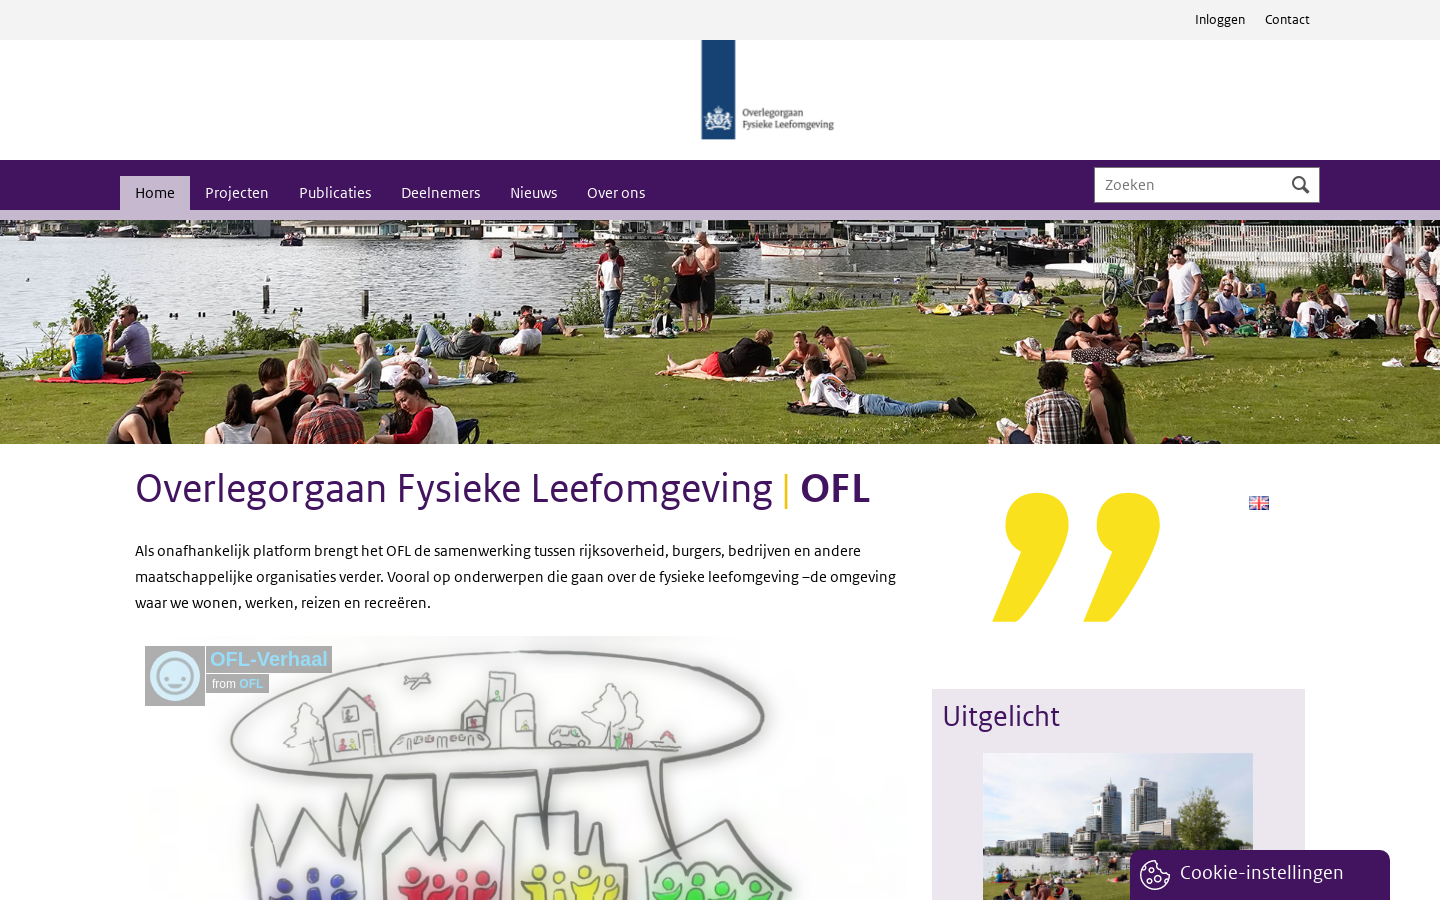 Inloggen Contact
Overlegorgaan
Fysieke Leefomgeving
Home Projecten Publicaties Deelnemers Nieuws Over ons
Zoeken
Overlegorgaan Fysieke Leefomgeving | OFL
Als onafhankelijk platform brengt het OFL de samenwerking tussen rijksoverheid, burgers, bedrijven en andere
maatschappelijke organisaties verder. Vooral op onderwerpen die gaan over de fysieke leefomgeving –de omgeving
waar we wonen, werken, reizen en recreëren.
OFL-Verhaal
from OFL
Uitgelicht
Cookie-instellingen